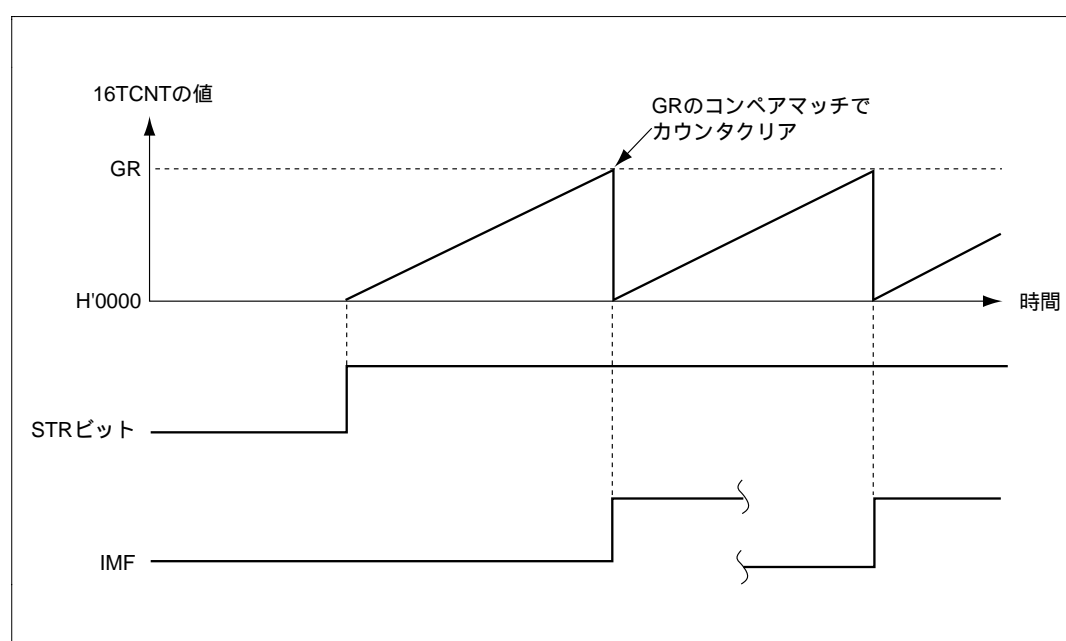 16TCNTの値
GRのコンペアマッチで
カウンタクリア
GR
H'0000
時間
STRビット
IMF